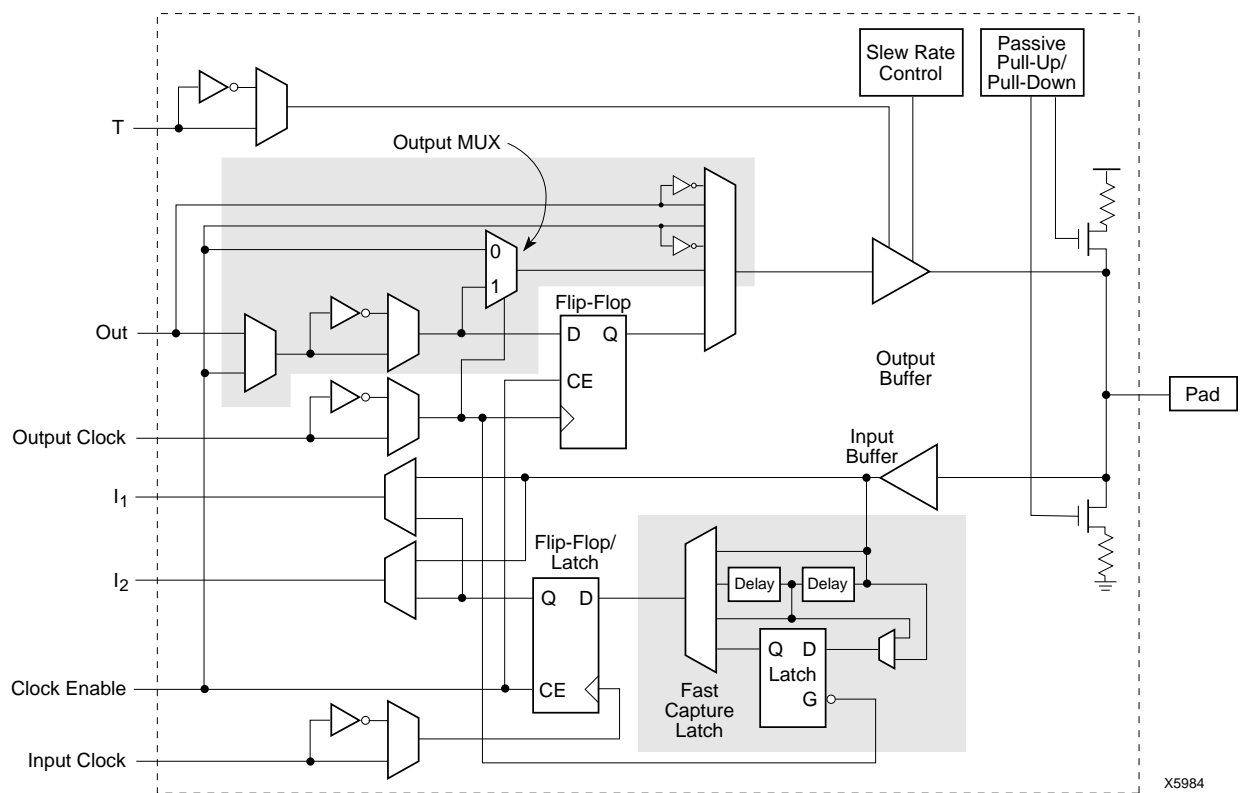 Slew Rate
Control
Passive
Pull-Up/
Pull-Down
T
Output MUX
0
1
Flip-Flop
D Q
CE
Out
Output
Buffer
Pad
Output Clock
Input
Buffer
I1
Flip-Flop/
Latch
I2
Delay
Delay
Q D
Q D
Latch
G
Clock Enable
CE
Fast
Capture
Latch
Input Clock
X5984